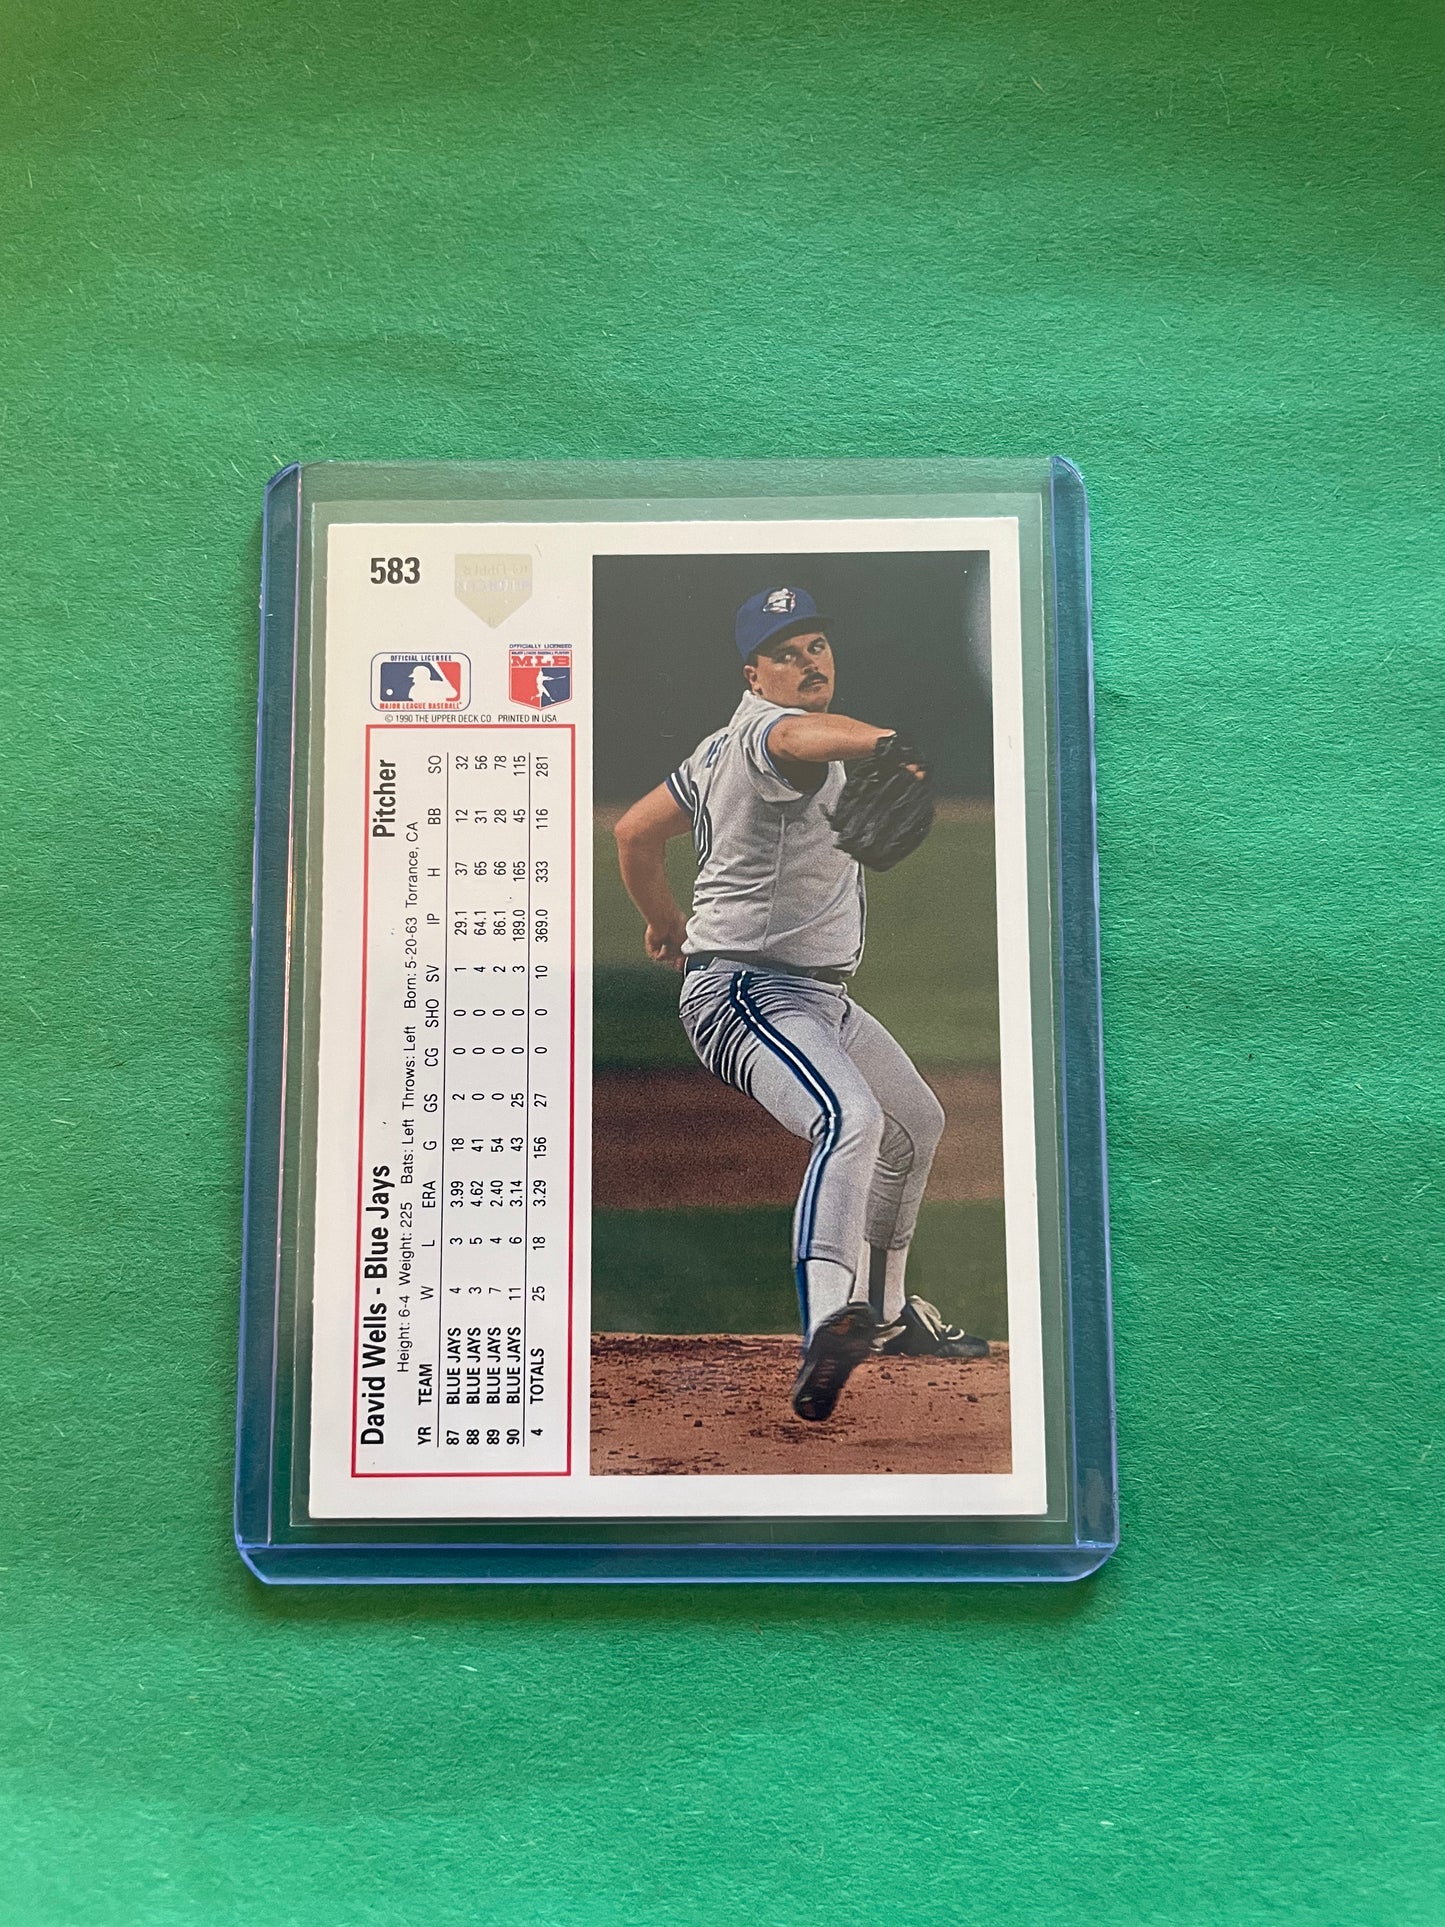 583
OFFICIAL LICENSEE
MAJOR LEAGUE BASEBALL
OFFICIALLY LICENSED
MAJOR LEAGUE BASEBALL PLAYERS
MLB
© 1990 THE UPPER DECK CO. PRINTED IN USA
David Wells - Blue Jays Pitcher
Height: 6-4 Weight: 225 Bats: Left Throws: Left Born: 5-20-63 Torrance, CA
YR TEAM W L ERA G GS CG SHO SV IP H BB SO
87 BLUE JAYS 4 3 3.99 18 2 0 0 1 29.1 37 12 32
88 BLUE JAYS 3 5 4.62 41 0 0 0 4 64.1 65 31 56
89 BLUE JAYS 7 4 2.40 54 0 0 0 2 86.1 66 28 78
90 BLUE JAYS 11 6 3.14 43 25 0 0 3 189.0 165 45 115
4 TOTALS 25 18 3.29 156 27 0 0 10 369.0 333 116 281